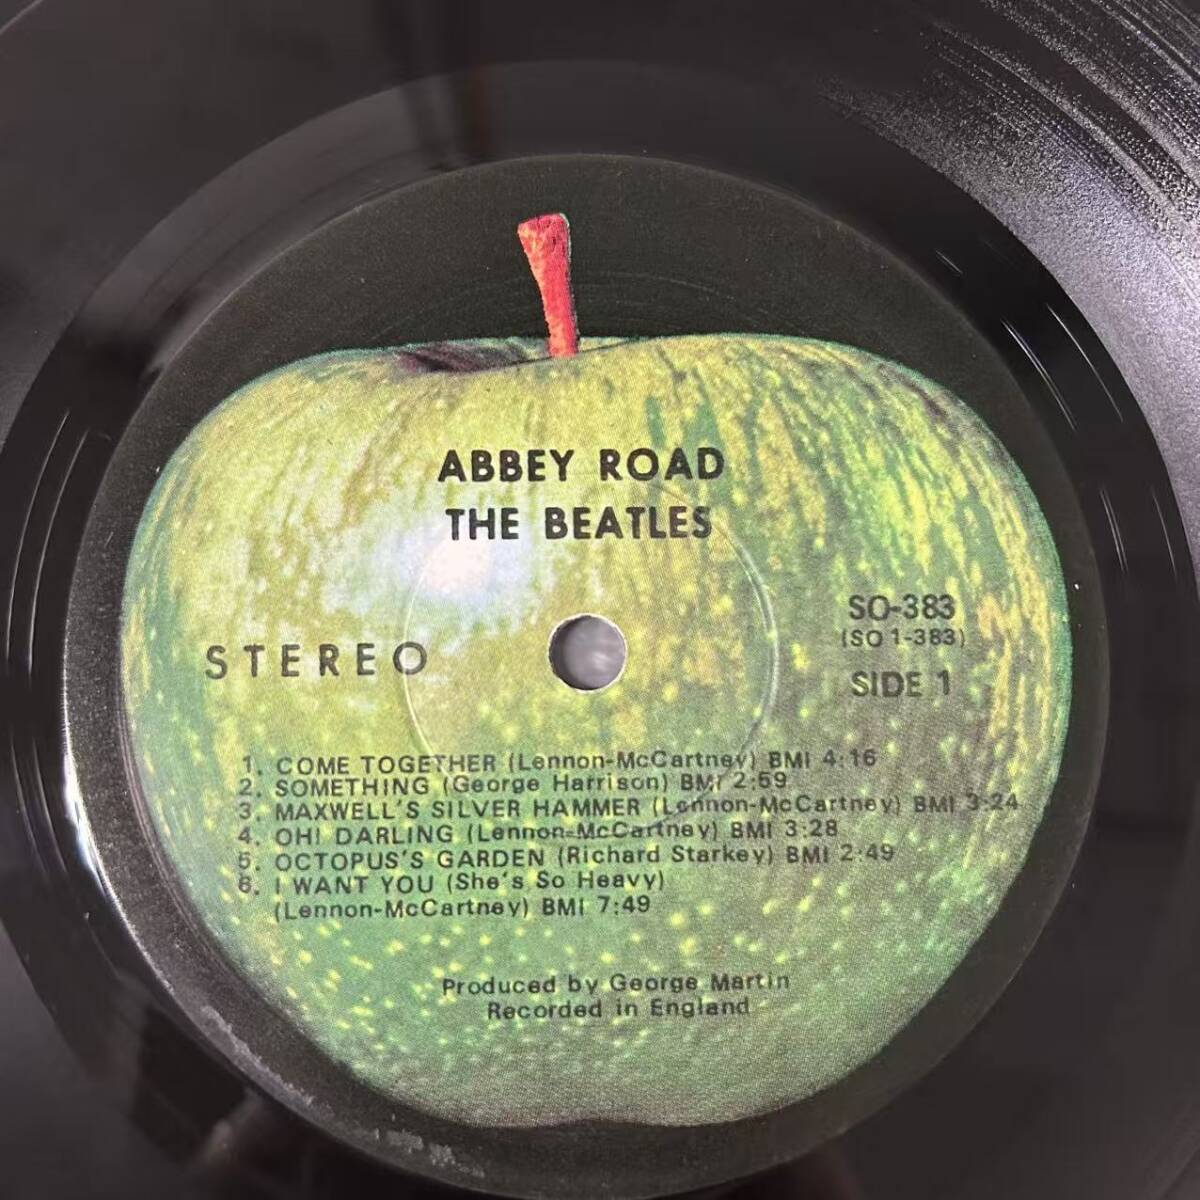 ABBEY ROAD
THE BEATLES
STEREO
SO-383
(SO 1-383)
SIDE 1
1. COME TOGETHER (Lennon-McCartney) BMI 4:16
2. SOMETHING (George Harrison) BMI 2:59
3. MAXWELL'S SILVER HAMMER (Lennon-McCartney) BMI 3:24
4. OH! DARLING (Lennon-McCartney) BMI 3:28
5. OCTOPUS'S GARDEN (Richard Starkey) BMI 2:49
6. I WANT YOU (She's So Heavy)
(Lennon-McCartney) BMI 7:49
Produced by George Martin
Recorded in England